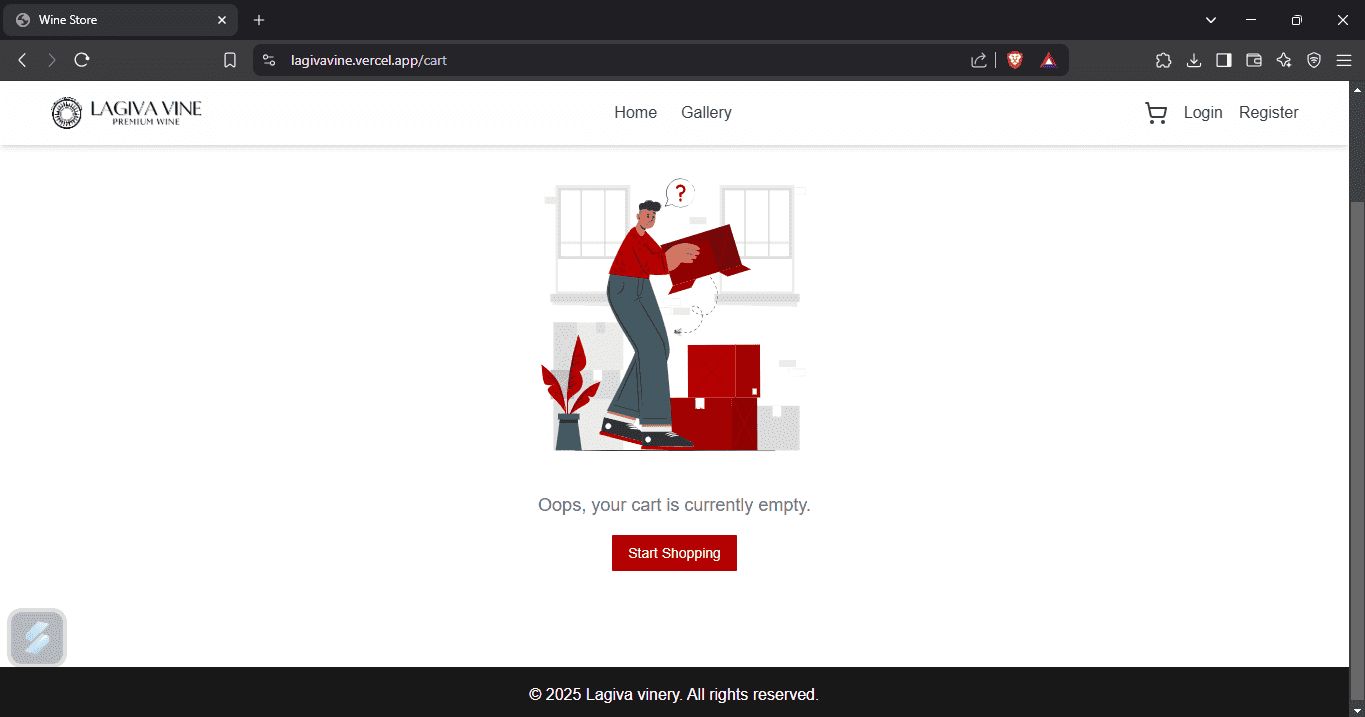 Wine Store
lagivavine.vercel.app/cart
LAGIVA VINE
PREMIUM WINE
Home
Gallery
Login
Register
?
Oops, your cart is currently empty.
Start Shopping
© 2025 Lagiva vinery. All rights reserved.